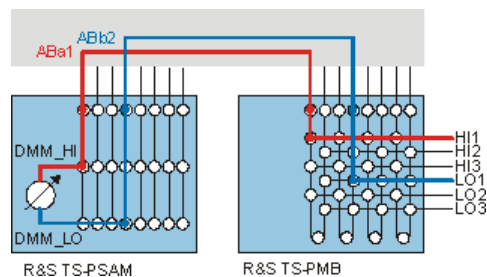 ABb2
ABa1
DMM_HI
DMM_LO
HI1
HI2
HI3
LO1
LO2
LO3
R&S TS-PSAM
R&S TS-PMB